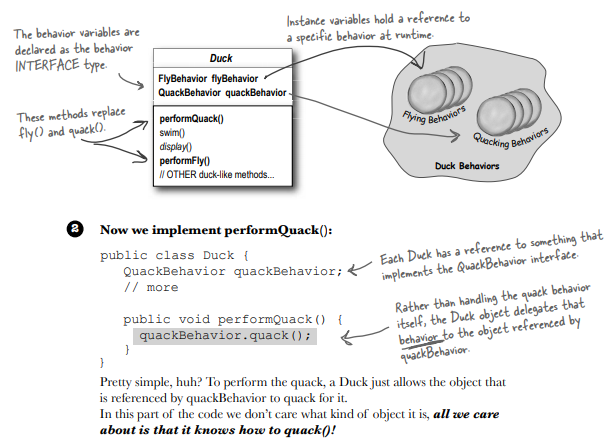 The behavior variables are
declared as the behavior
INTERFACE type.
Instance variables hold a reference to
a specific behavior at runtime.
Duck
FlyBehavior flyBehavior
QuackBehavior quackBehavior
These methods replace
fly() and quack().
performQuack()
swim()
display()
performFly()
// OTHER duck-like methods...
Flying Behaviors
Quacking Behaviors
Duck Behaviors
2 Now we implement performQuack():
public class Duck {
QuackBehavior quackBehavior;
// more
public void performQuack() {
quackBehavior.quack();
}
}
Each Duck has a reference to something that
implements the QuackBehavior interface.
Rather than handling the quack behavior
itself, the Duck object delegates that
behavior to the object referenced by
quackBehavior.
Pretty simple, huh? To perform the quack, a Duck just allows the object that
is referenced by quackBehavior to quack for it.
In this part of the code we don't care what kind of object it is, all we care
about is that it knows how to quack()!